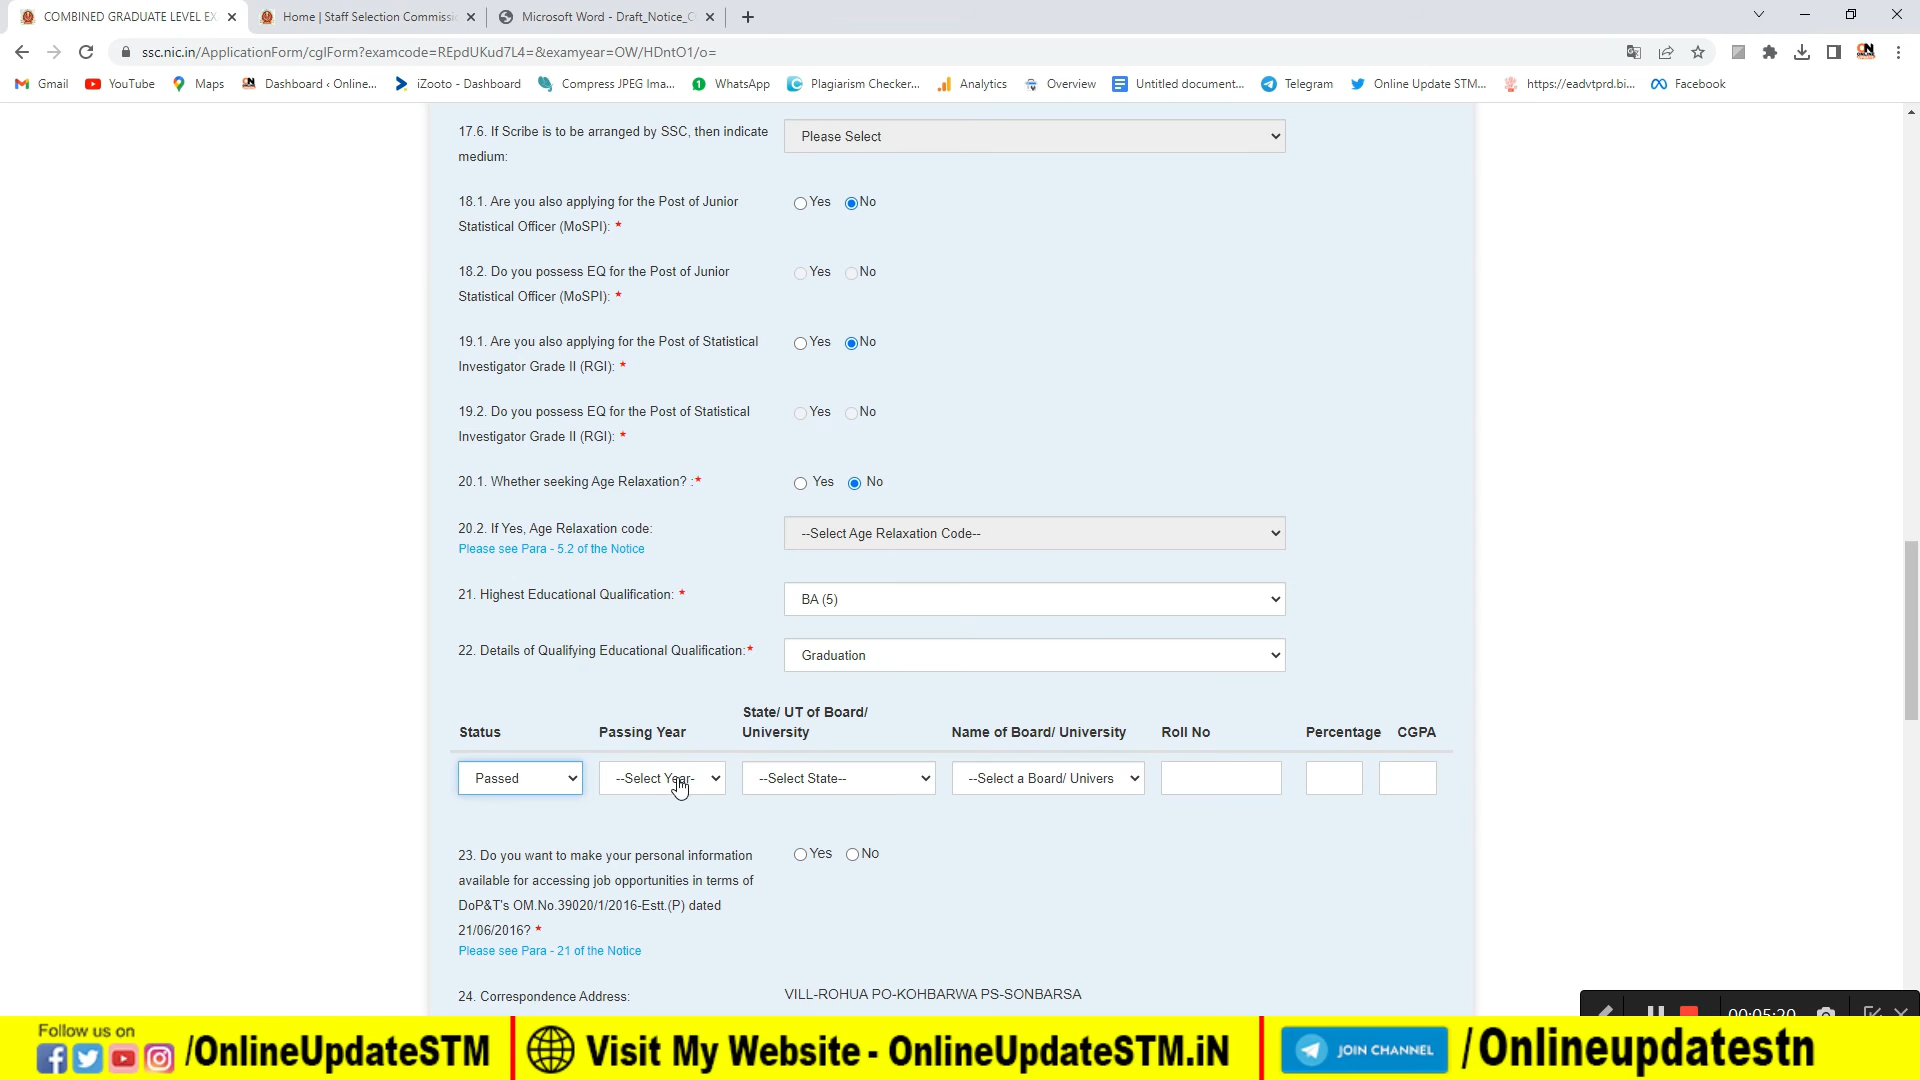 COMBINED GRADUATE LEVEL EX
Home | Staff Selection Commissic
Microsoft Word - Draft_Notice_C
ssc.nic.in/ApplicationForm/cglForm?examcode=REpdUKud7L4=&examyear=OW/HDntO1/o=
Gmail YouTube Maps Dashboard ‹ Online... iZooto - Dashboard Compress JPEG Ima... WhatsApp Plagiarism Checker... Analytics Overview Untitled document... Telegram Online Update STM... https://eadvtprd.bi... Facebook
17.6. If Scribe is to be arranged by SSC, then indicate
medium:
Please Select
18.1. Are you also applying for the Post of Junior
Statistical Officer (MoSPI): *
Yes No
18.2. Do you possess EQ for the Post of Junior
Statistical Officer (MoSPI): *
Yes No
19.1. Are you also applying for the Post of Statistical
Investigator Grade II (RGI): *
Yes No
19.2. Do you possess EQ for the Post of Statistical
Investigator Grade II (RGI): *
Yes No
20.1. Whether seeking Age Relaxation? :*
Yes No
20.2. If Yes, Age Relaxation code:
Please see Para - 5.2 of the Notice
--Select Age Relaxation Code--
21. Highest Educational Qualification: *
BA (5)
22. Details of Qualifying Educational Qualification:*
Graduation
Status Passing Year State/ UT of Board/ University Name of Board/ University Roll No Percentage CGPA
Passed --Select Year- --Select State-- --Select a Board/ Univers
23. Do you want to make your personal information
available for accessing job opportunities in terms of
DoP&T's OM.No.39020/1/2016-Estt.(P) dated
21/06/2016? *
Please see Para - 21 of the Notice
Yes No
24. Correspondence Address:
VILL-ROHUA PO-KOHBARWA PS-SONBARSA
00:05:20
Follow us on
/OnlineUpdateSTM
Visit My Website - OnlineUpdateSTM.iN
JOIN CHANNEL
/Onlineupdatestn